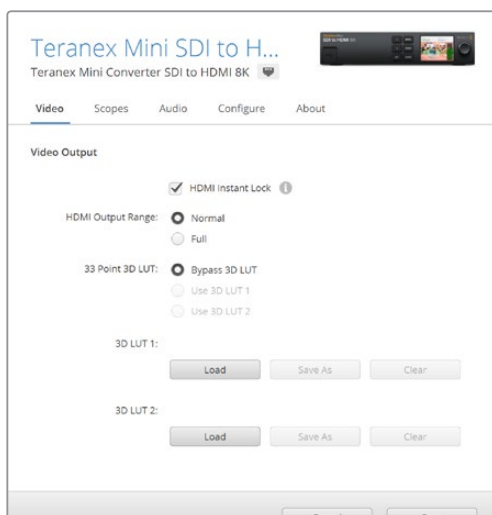 Teranex Mini SDI to H...
Teranex Mini Converter SDI to HDMI 8K
Video Scopes Audio Configure About
Video Output
HDMI Instant Lock
HDMI Output Range: Normal
Full
33 Point 3D LUT: Bypass 3D LUT
Use 3D LUT 1
Use 3D LUT 2
3D LUT 1:
Load Save As Clear
3D LUT 2:
Load Save As Clear